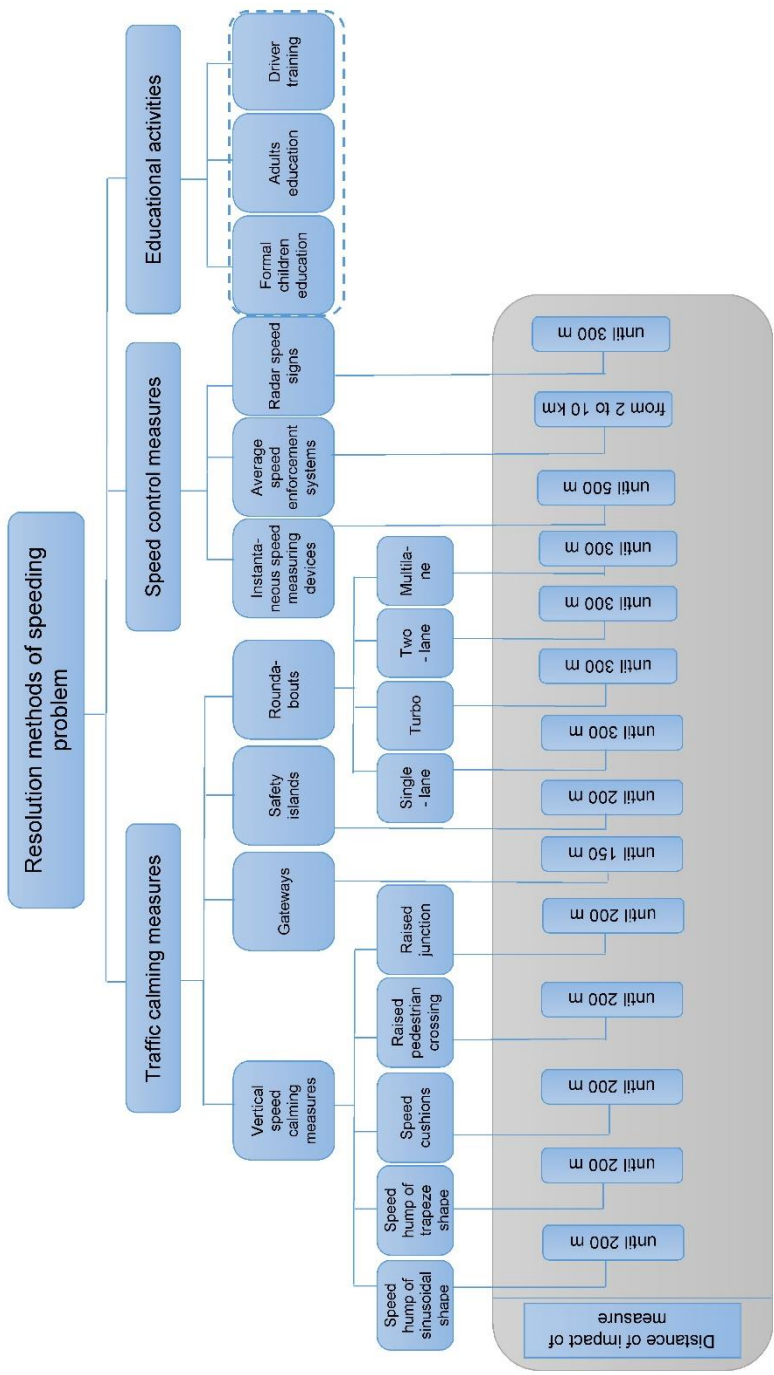 Resolution methods of speeding
problem
Traffic calming measures
Speed control measures
Educational activities
Vertical
speed
calming
measures
Gateways
Safety
islands
Rounda-
bouts
Instanta-
neous speed
measuring
devices
Average
speed
enforcement
systems
Radar speed
signs
Formal
children
education
Adults
education
Driver
training
Speed
hump of
sinusoidal
shape
Speed
hump of
trapeze
shape
Speed
cushions
Raised
pedestrian
crossing
Raised
junction
Single
- lane
Turbo
Two
- lane
Multila-
ne
Distance of impact of
measure
until 200 m
until 200 m
until 200 m
until 200 m
until 200 m
until 150 m
until 200 m
until 300 m
until 300 m
until 300 m
until 300 m
until 500 m
from 2 to 10 km
until 300 m